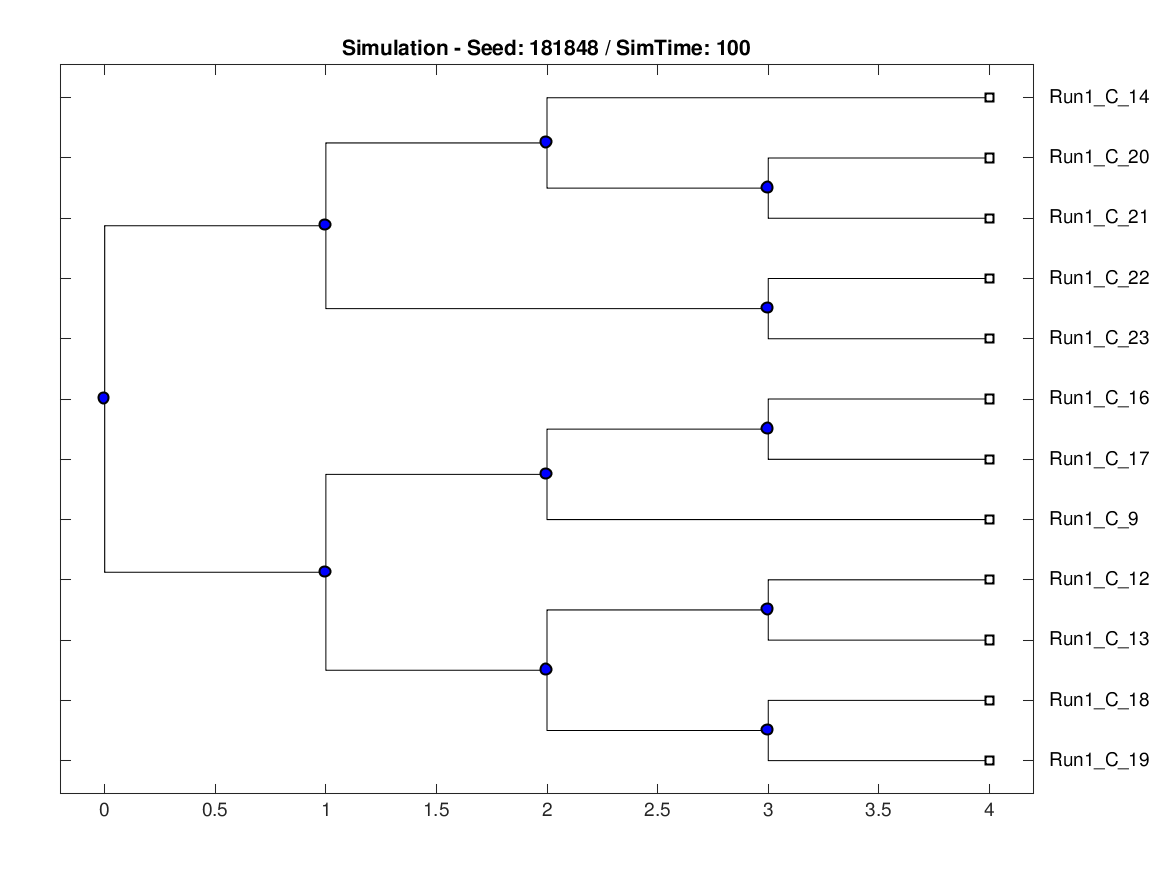 Simulation - Seed: 181848 / SimTime: 100
Run1_C_14
Run1_C_20
Run1_C_21
Run1_C_22
Run1_C_23
Run1_C_16
Run1_C_17
Run1_C_9
Run1_C_12
Run1_C_13
Run1_C_18
Run1_C_19
0 0.5 1 1.5 2 2.5 3 3.5 4